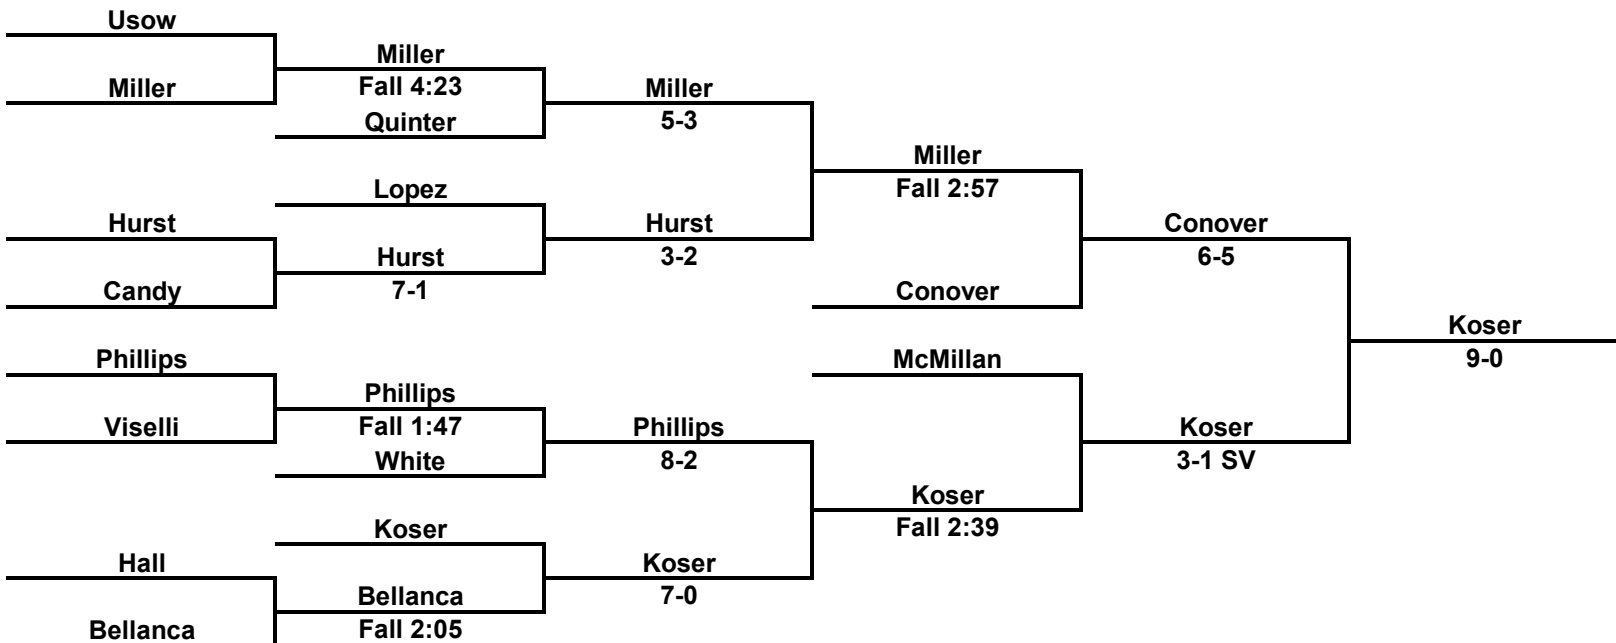 Usow
Miller
Miller
Fall 4:23
Quinter
Miller
5-3
Lopez
Hurst
Hurst
7-1
Candy
Hurst
3-2
Miller
Fall 2:57
Conover
Conover
6-5
Phillips
Viselli
Phillips
Fall 1:47
White
Phillips
8-2
Koser
Hall
Bellanca
Bellanca
Fall 2:05
Koser
7-0
McMillan
Koser
Fall 2:39
Koser
3-1 SV
Koser
9-0